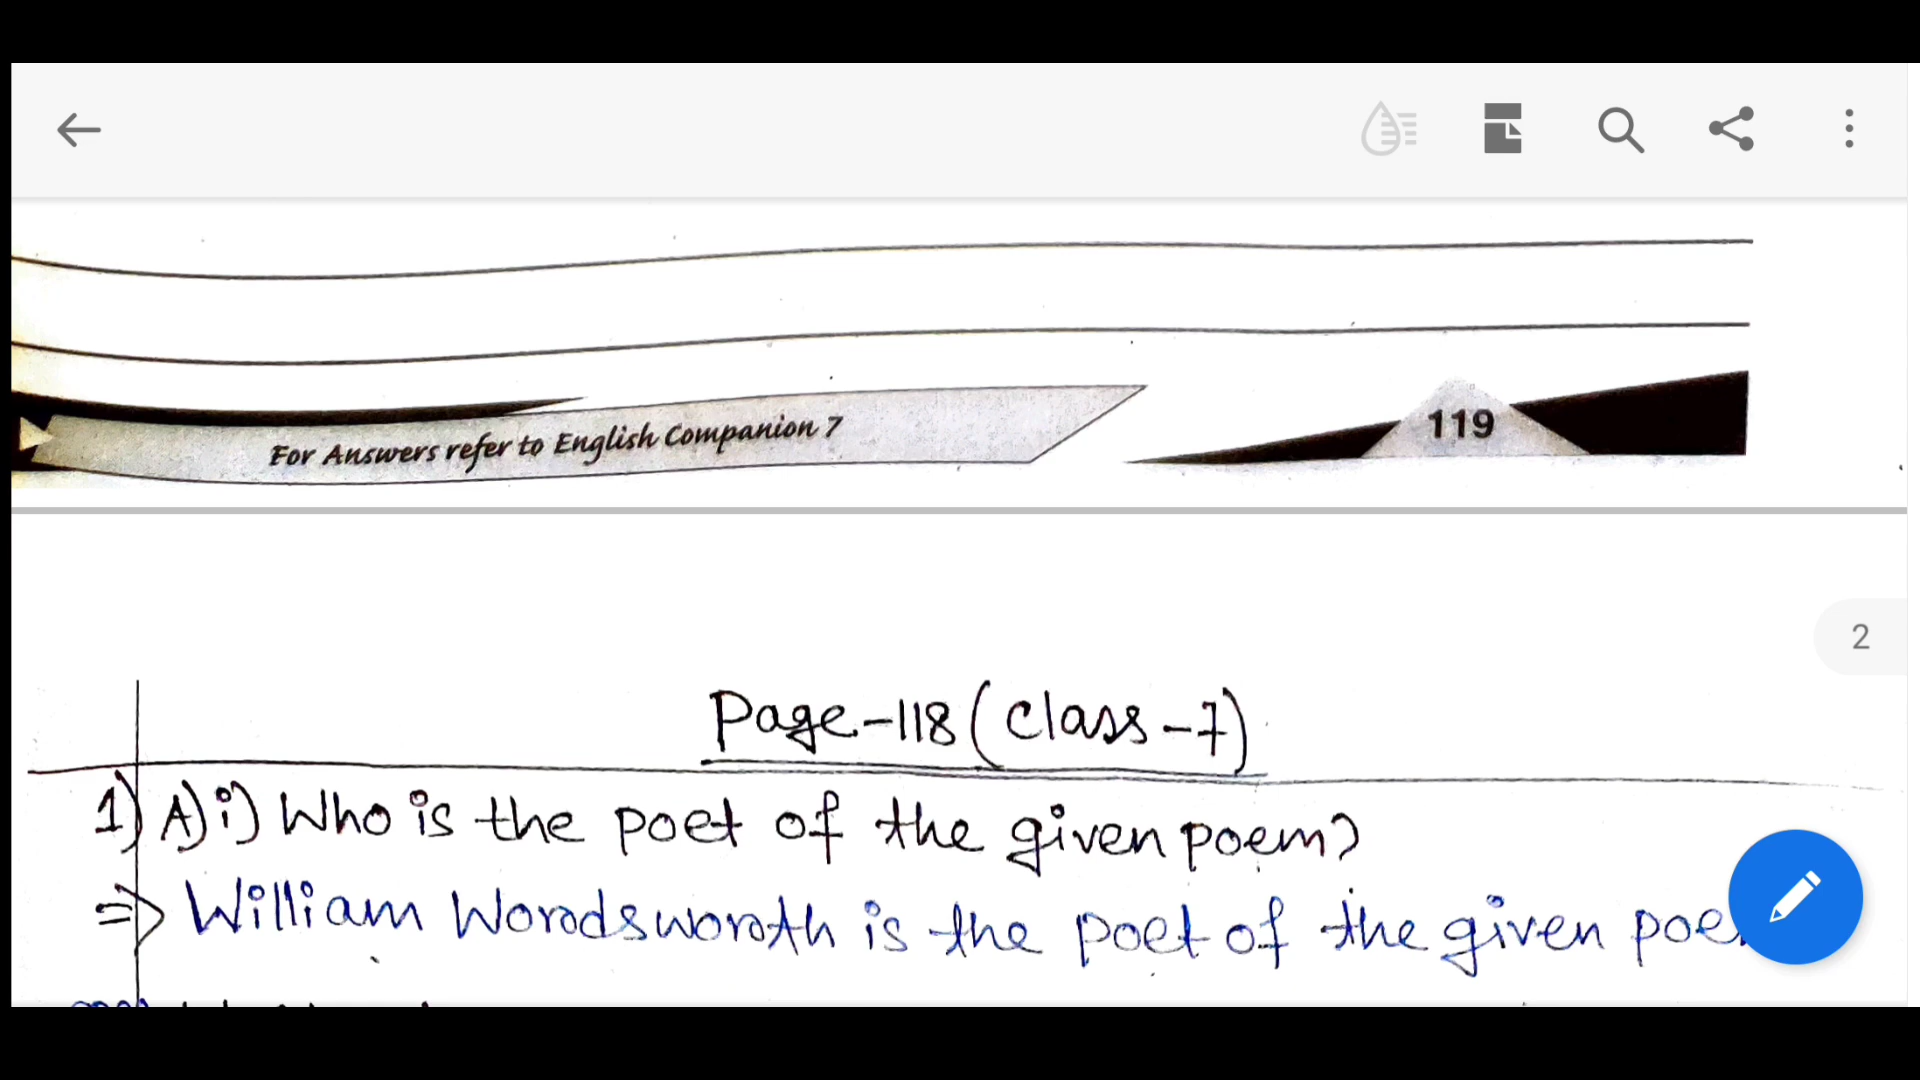 For Answers refer to English Companion 7
119
2
Page-118 (Class-7)
1) A) i) Who is the poet of the given poem?
=> William Wordsworth is the poet of the given